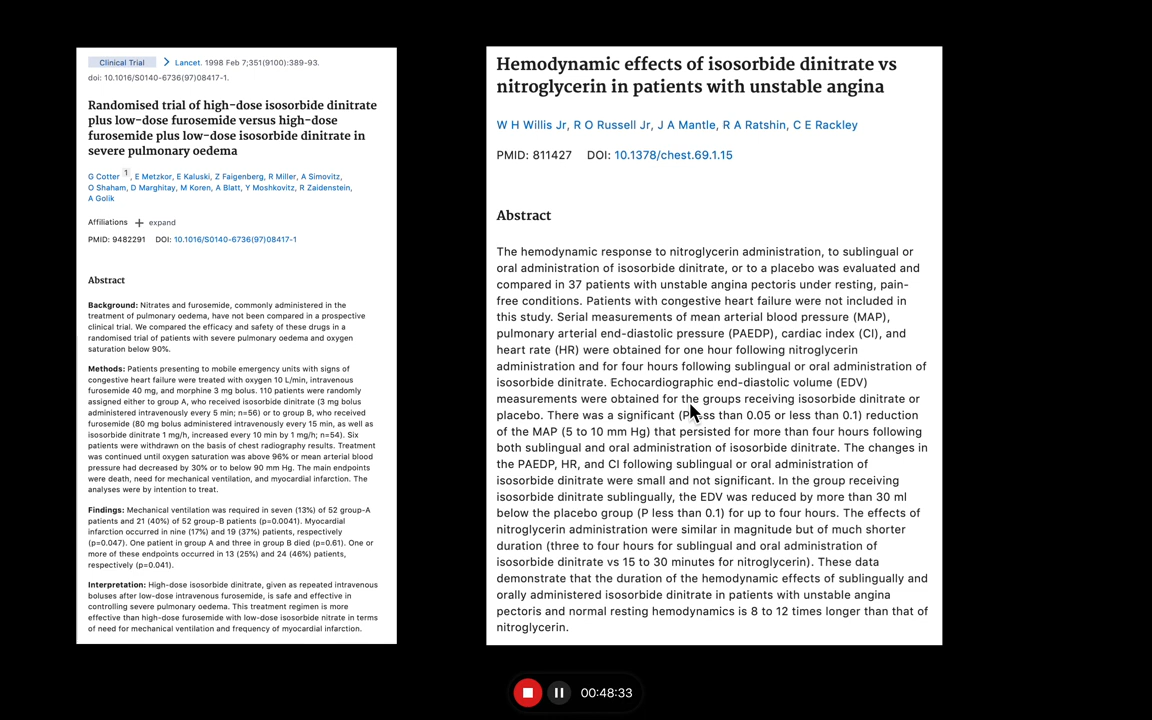 Clinical Trial > Lancet. 1998 Feb 7;351(9100):389-93.
doi: 10.1016/S0140-6736(97)08417-1.
Randomised trial of high-dose isosorbide dinitrate
plus low-dose furosemide versus high-dose
furosemide plus low-dose isosorbide dinitrate in
severe pulmonary oedema
G Cotter 1, E Metzkor, E Kaluski, Z Faigenberg, R Miller, A Simovitz,
O Shaham, D Marghitay, M Koren, A Blatt, Y Moshkovitz, R Zaidenstein,
A Golik
Affiliations + expand
PMID: 9482291 DOI: 10.1016/S0140-6736(97)08417-1
Abstract
Background: Nitrates and furosemide, commonly administered in the
treatment of pulmonary oedema, have not been compared in a prospective
clinical trial. We compared the efficacy and safety of these drugs in a
randomised trial of patients with severe pulmonary oedema and oxygen
saturation below 90%.
Methods: Patients presenting to mobile emergency units with signs of
congestive heart failure were treated with oxygen 10 L/min, intravenous
furosemide 40 mg, and morphine 3 mg bolus. 110 patients were randomly
assigned either to group A, who received isosorbide dinitrate (3 mg bolus
administered intravenously every 5 min; n=56) or to group B, who received
furosemide (80 mg bolus administered intravenously every 15 min, as well as
isosorbide dinitrate 1 mg/h, increased every 10 min by 1 mg/h; n=54). Six
patients were withdrawn on the basis of chest radiography results. Treatment
was continued until oxygen saturation was above 96% or mean arterial blood
pressure had decreased by 30% or to below 90 mm Hg. The main endpoints
were death, need for mechanical ventilation, and myocardial infarction. The
analyses were by intention to treat.
Findings: Mechanical ventilation was required in seven (13%) of 52 group-A
patients and 21 (40%) of 52 group-B patients (p=0.0041). Myocardial
infarction occurred in nine (17%) and 19 (37%) patients, respectively
(p=0.047). One patient in group A and three in group B died (p=0.61). One or
more of these endpoints occurred in 13 (25%) and 24 (46%) patients,
respectively (p=0.041).
Interpretation: High-dose isosorbide dinitrate, given as repeated intravenous
boluses after low-dose intravenous furosemide, is safe and effective in
controlling severe pulmonary oedema. This treatment regimen is more
effective than high-dose furosemide with low-dose isosorbide nitrate in terms
of need for mechanical ventilation and frequency of myocardial infarction.
Hemodynamic effects of isosorbide dinitrate vs
nitroglycerin in patients with unstable angina
W H Willis Jr, R O Russell Jr, J A Mantle, R A Ratshin, C E Rackley
PMID: 811427 DOI: 10.1378/chest.69.1.15
Abstract
The hemodynamic response to nitroglycerin administration, to sublingual or
oral administration of isosorbide dinitrate, or to a placebo was evaluated and
compared in 37 patients with unstable angina pectoris under resting, pain-
free conditions. Patients with congestive heart failure were not included in
this study. Serial measurements of mean arterial blood pressure (MAP),
pulmonary arterial end-diastolic pressure (PAEDP), cardiac index (CI), and
heart rate (HR) were obtained for one hour following nitroglycerin
administration and for four hours following sublingual or oral administration of
isosorbide dinitrate. Echocardiographic end-diastolic volume (EDV)
measurements were obtained for the groups receiving isosorbide dinitrate or
placebo. There was a significant (P less than 0.05 or less than 0.1) reduction
of the MAP (5 to 10 mm Hg) that persisted for more than four hours following
both sublingual and oral administration of isosorbide dinitrate. The changes in
the PAEDP, HR, and CI following sublingual or oral administration of
isosorbide dinitrate were small and not significant. In the group receiving
isosorbide dinitrate sublingually, the EDV was reduced by more than 30 ml
below the placebo group (P less than 0.1) for up to four hours. The effects of
nitroglycerin administration were similar in magnitude but of much shorter
duration (three to four hours for sublingual and oral administration of
isosorbide dinitrate vs 15 to 30 minutes for nitroglycerin). These data
demonstrate that the duration of the hemodynamic effects of sublingually and
orally administered isosorbide dinitrate in patients with unstable angina
pectoris and normal resting hemodynamics is 8 to 12 times longer than that of
nitroglycerin.
00:48:33